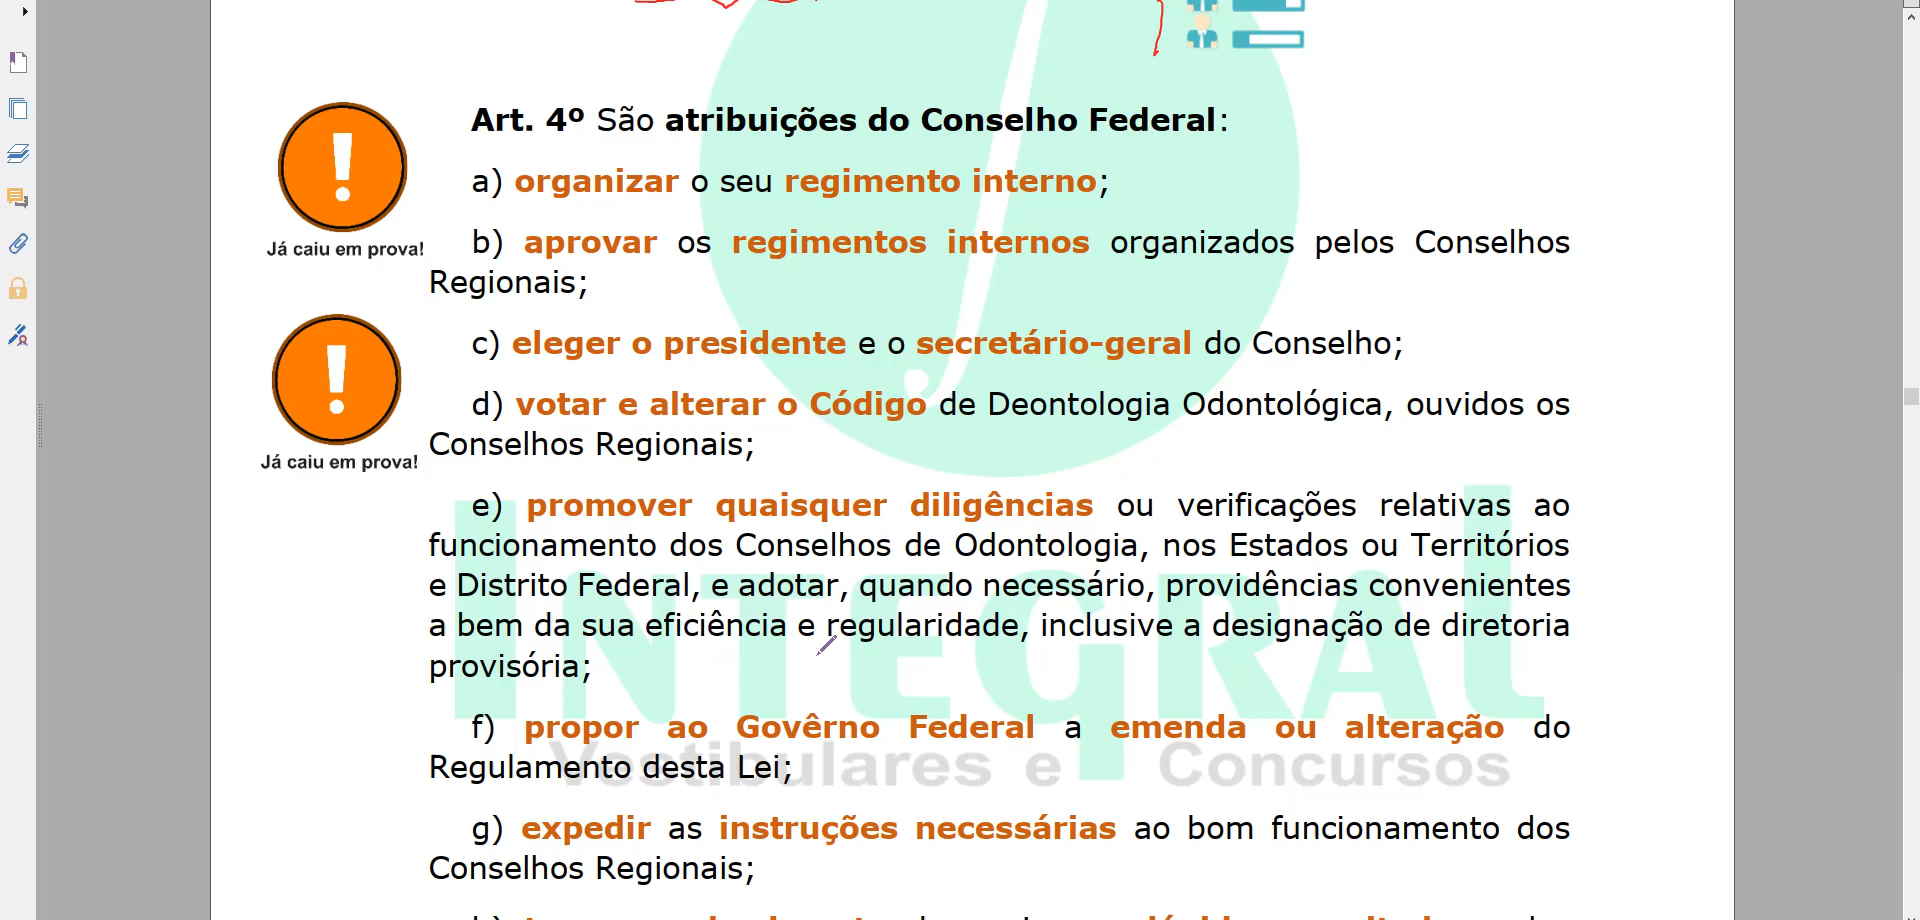 Art. 4º São atribuições do Conselho Federal:
a) organizar o seu regimento interno;
b) aprovar os regimentos internos organizados pelos Conselhos
Regionais;
Já caiu em prova!
c) eleger o presidente e o secretário-geral do Conselho;
d) votar e alterar o Código de Deontologia Odontológica, ouvidos os
Conselhos Regionais;
Já caiu em prova!
e) promover quaisquer diligências ou verificações relativas ao
funcionamento dos Conselhos de Odontologia, nos Estados ou Territórios
e Distrito Federal, e adotar, quando necessário, providências convenientes
a bem da sua eficiência e regularidade, inclusive a designação de diretoria
provisória;
f) propor ao Govêrno Federal a emenda ou alteração do
Regulamento desta Lei;
g) expedir as instruções necessárias ao bom funcionamento dos
Conselhos Regionais;
INTEGRAL
Vestibulares e Concursos